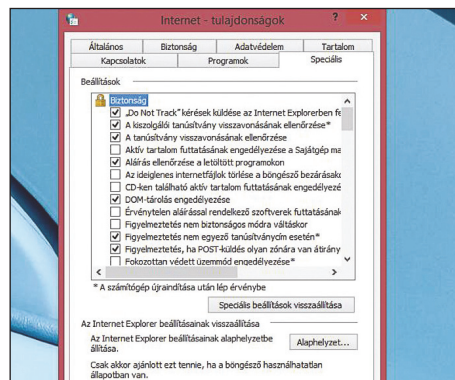 Internet - tulajdonságok
? ×
Általános Biztonság Adatvédelem Tartalom
Kapcsolatok Programok Speciális
Beállítások
Biztonság
„Do Not Track” kérések küldése az Internet Explorerben fe
A kiszolgálói tanúsítvány visszavonásának ellenőrzése*
A tanúsítvány visszavonásának ellenőrzése
Aktív tartalom futtatásának engedélyezése a Sajátgép ma
Aláírás ellenőrzése a letöltött programokon
Az ideiglenes internetfájlok törlése a böngésző bezárásakc
CD-ken található aktív tartalom futtatásának engedélyezé
DOM-tárolás engedélyezése
Érvénytelen aláírással rendelkező szoftverek futtatásának
Figyelmeztetés nem biztonságos módra váltáskor
Figyelmeztetés nem egyező tanúsítványcím esetén*
Figyelmeztetés, ha POST-küldés olyan zónára van átirány
Fokozottan védett üzemmód engedélyezése*
* A számítógép újraindítása után lép érvénybe
Speciális beállítások visszaállítása
Az Internet Explorer beállításainak visszaállítása
Az Internet Explorer beállításainak alaphelyzetbe
állítása.
Alaphelyzet...
Csak akkor ajánlott ezt tennie, ha a böngésző használhatatlan
állapotban van.